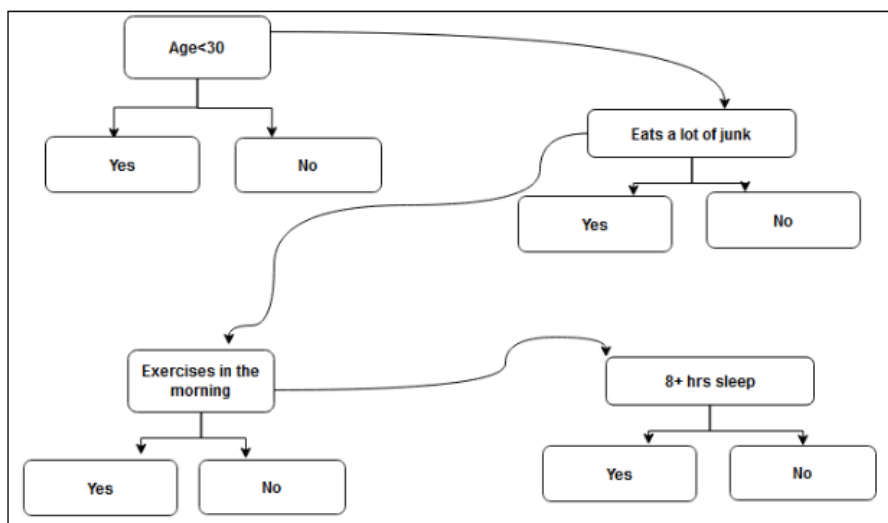 Age<30
Yes
No
Eats a lot of junk
Yes
No
Exercises in the
morning
Yes
No
8+ hrs sleep
Yes
No